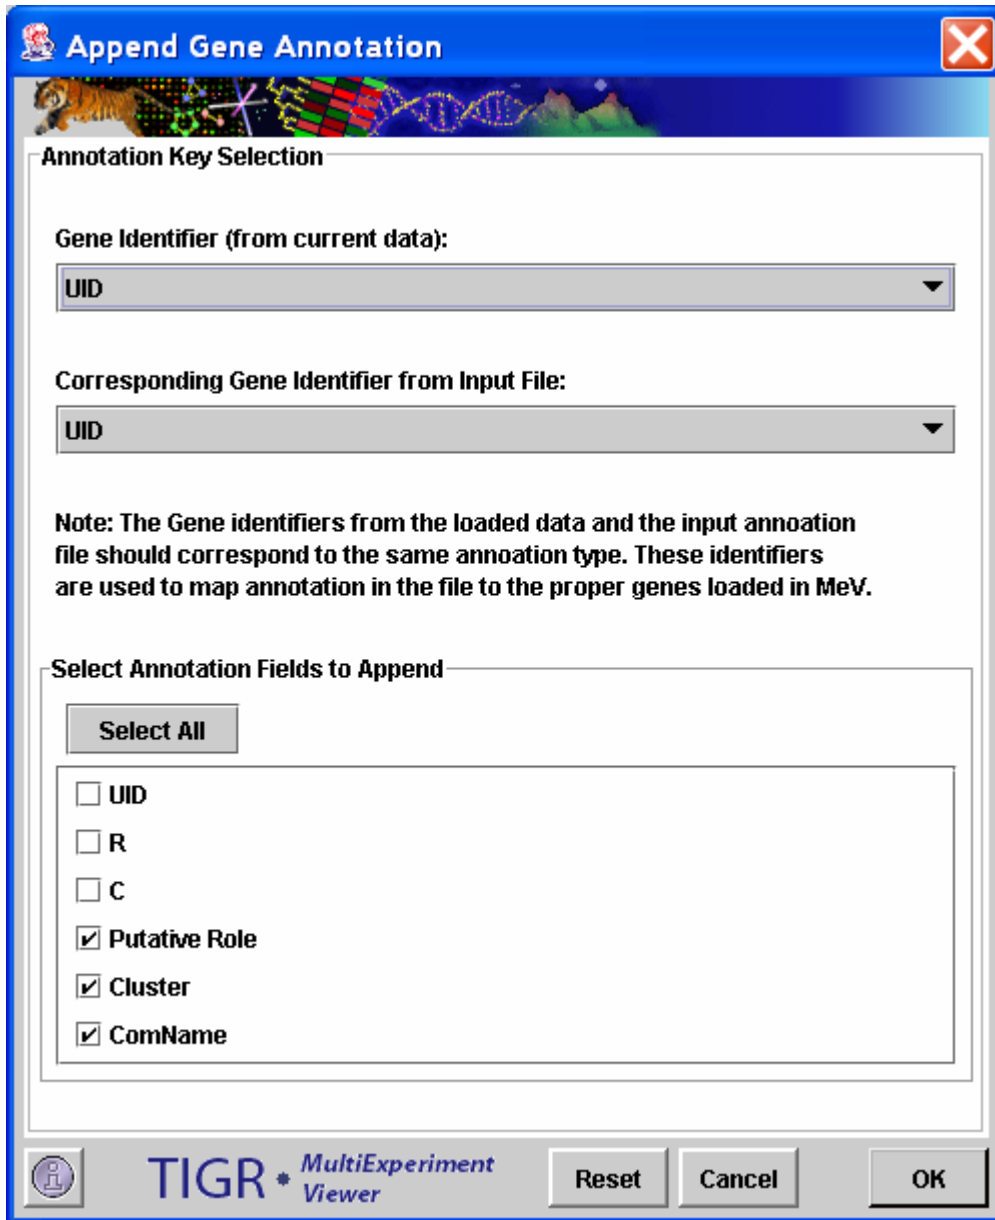 Append Gene Annotation
Annotation Key Selection
Gene Identifier (from current data):
UID
Corresponding Gene Identifier from Input File:
UID
Note: The Gene identifiers from the loaded data and the input annoation
file should correspond to the same annoation type. These identifiers
are used to map annotation in the file to the proper genes loaded in MeV.
Select Annotation Fields to Append
Select All
UID
R
C
Putative Role
Cluster
ComName
TIGR • MultiExperiment
Viewer
Reset Cancel OK